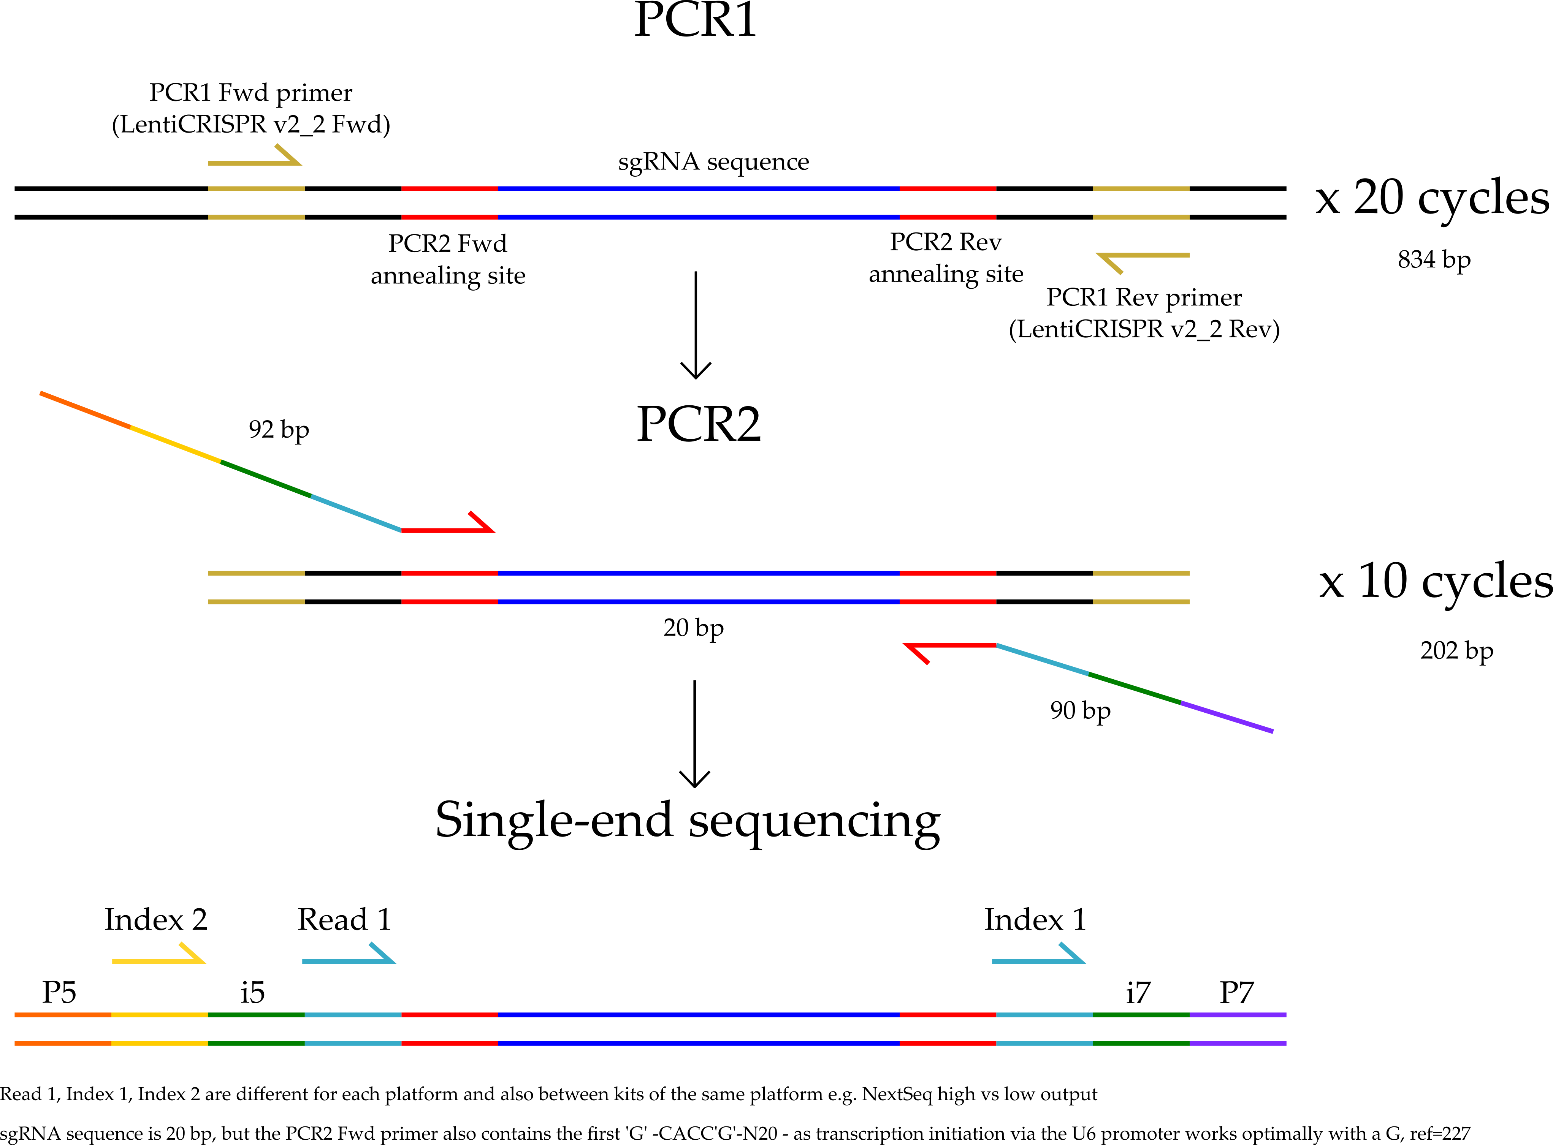 PCR1
PCR1 Fwd primer
(LentiCRISPR v2_2 Fwd)
sgRNA sequence
x 20 cycles
834 bp
PCR2 Fwd
annealing site
PCR2 Rev
annealing site
PCR1 Rev primer
(LentiCRISPR v2_2 Rev)
PCR2
92 bp
x 10 cycles
20 bp
202 bp
90 bp
Single-end sequencing
Index 2
Read 1
Index 1
P5
i5
i7
P7
Read 1, Index 1, Index 2 are different for each platform and also between kits of the same platform e.g. NextSeq high vs low output
sgRNA sequence is 20 bp, but the PCR2 Fwd primer also contains the first 'G' -CACC'G'-N20 - as transcription initiation via the U6 promoter works optimally with a G, ref=227